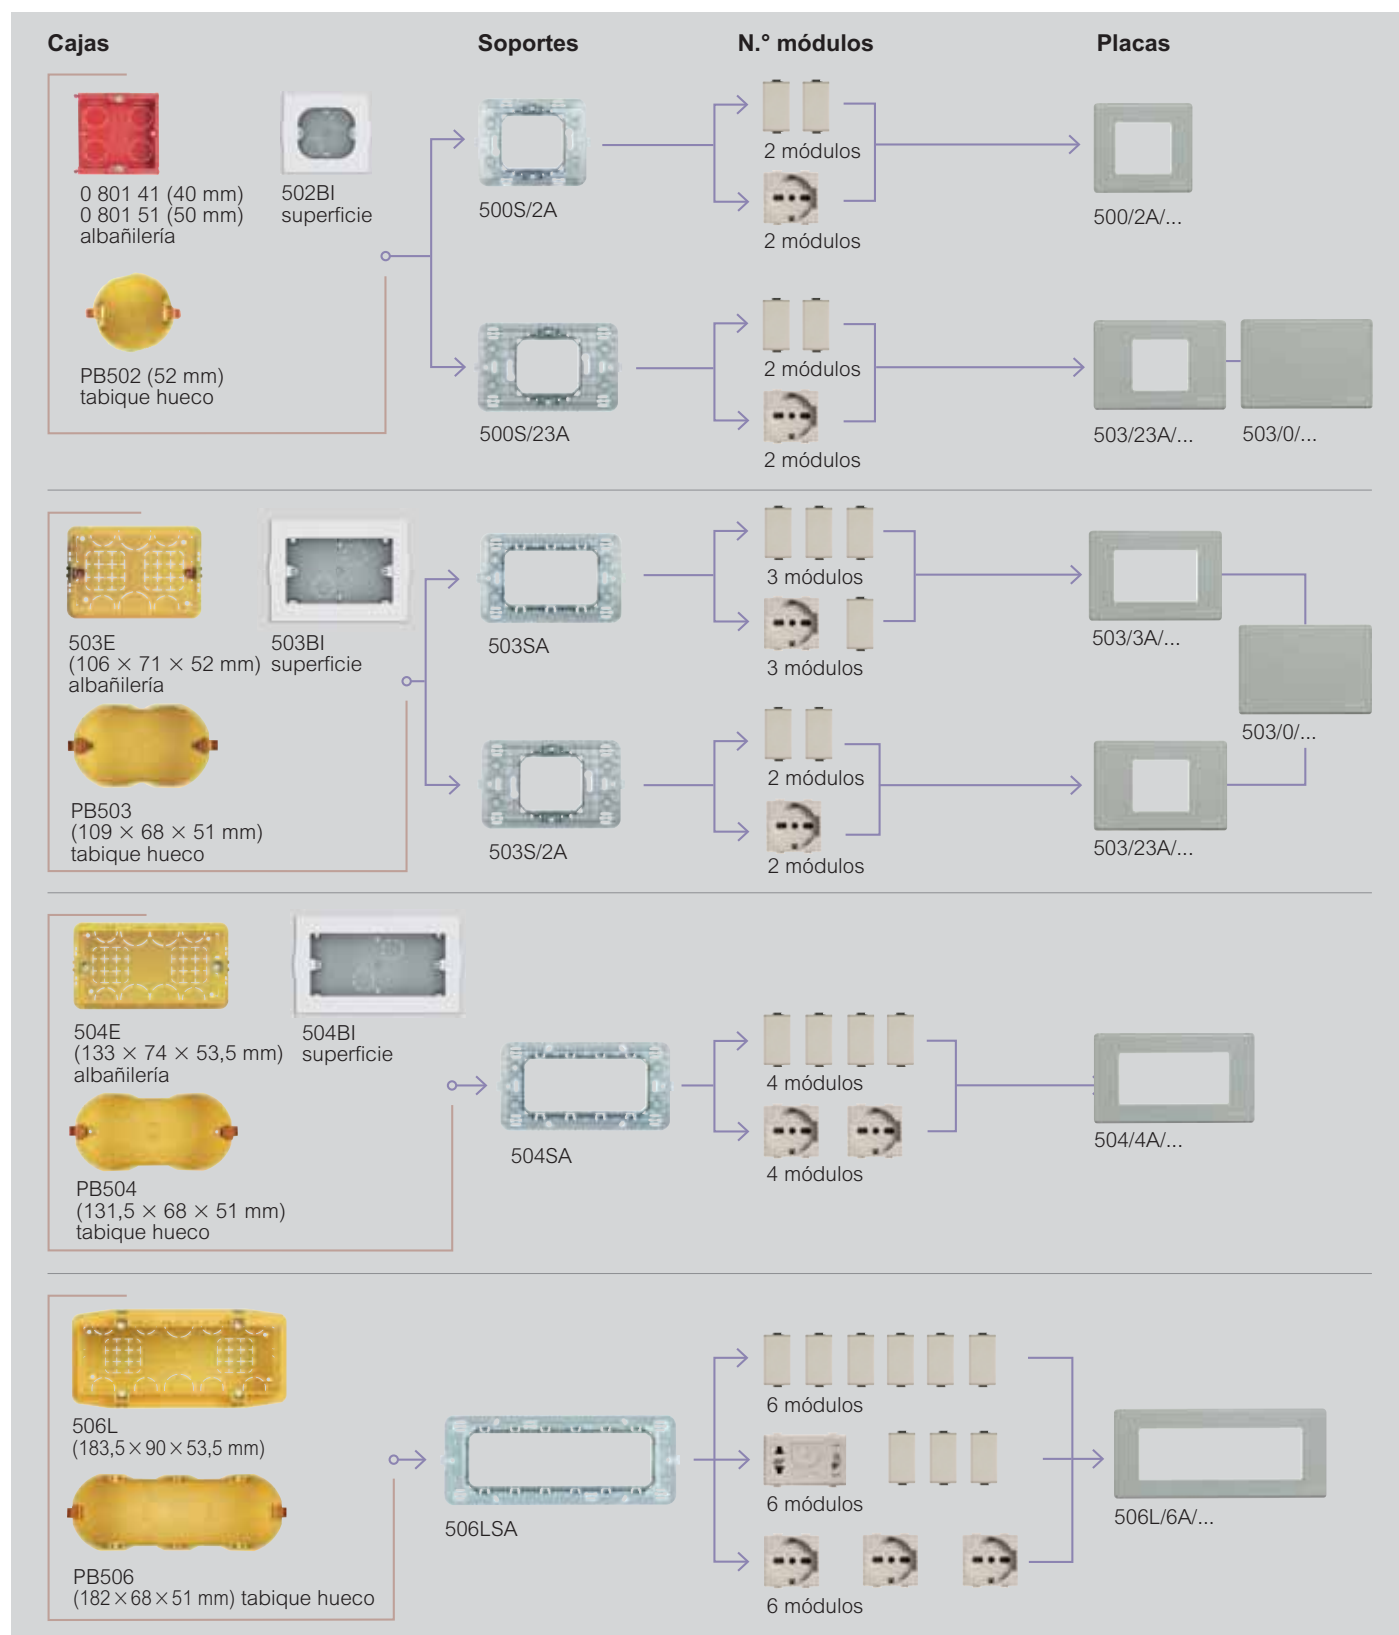 Cajas
Soportes
N.° módulos
Placas
0 801 41 (40 mm)
0 801 51 (50 mm)
albañilería
502BI
superficie
PB502 (52 mm)
tabique hueco
500S/2A
2 módulos
2 módulos
500/2A/...
500S/23A
2 módulos
2 módulos
503/23A/...
503/0/...
503E
(106 × 71 × 52 mm)
albañilería
503BI
superficie
PB503
(109 × 68 × 51 mm)
tabique hueco
503SA
3 módulos
3 módulos
503/3A/...
503/0/...
503S/2A
2 módulos
2 módulos
503/23A/...
504E
(133 × 74 × 53,5 mm)
albañilería
504BI
superficie
PB504
(131,5 × 68 × 51 mm)
tabique hueco
504SA
4 módulos
4 módulos
504/4A/...
506L
(183,5×90×53,5 mm)
PB506
(182×68×51 mm) tabique hueco
506LSA
6 módulos
6 módulos
6 módulos
506L/6A/...